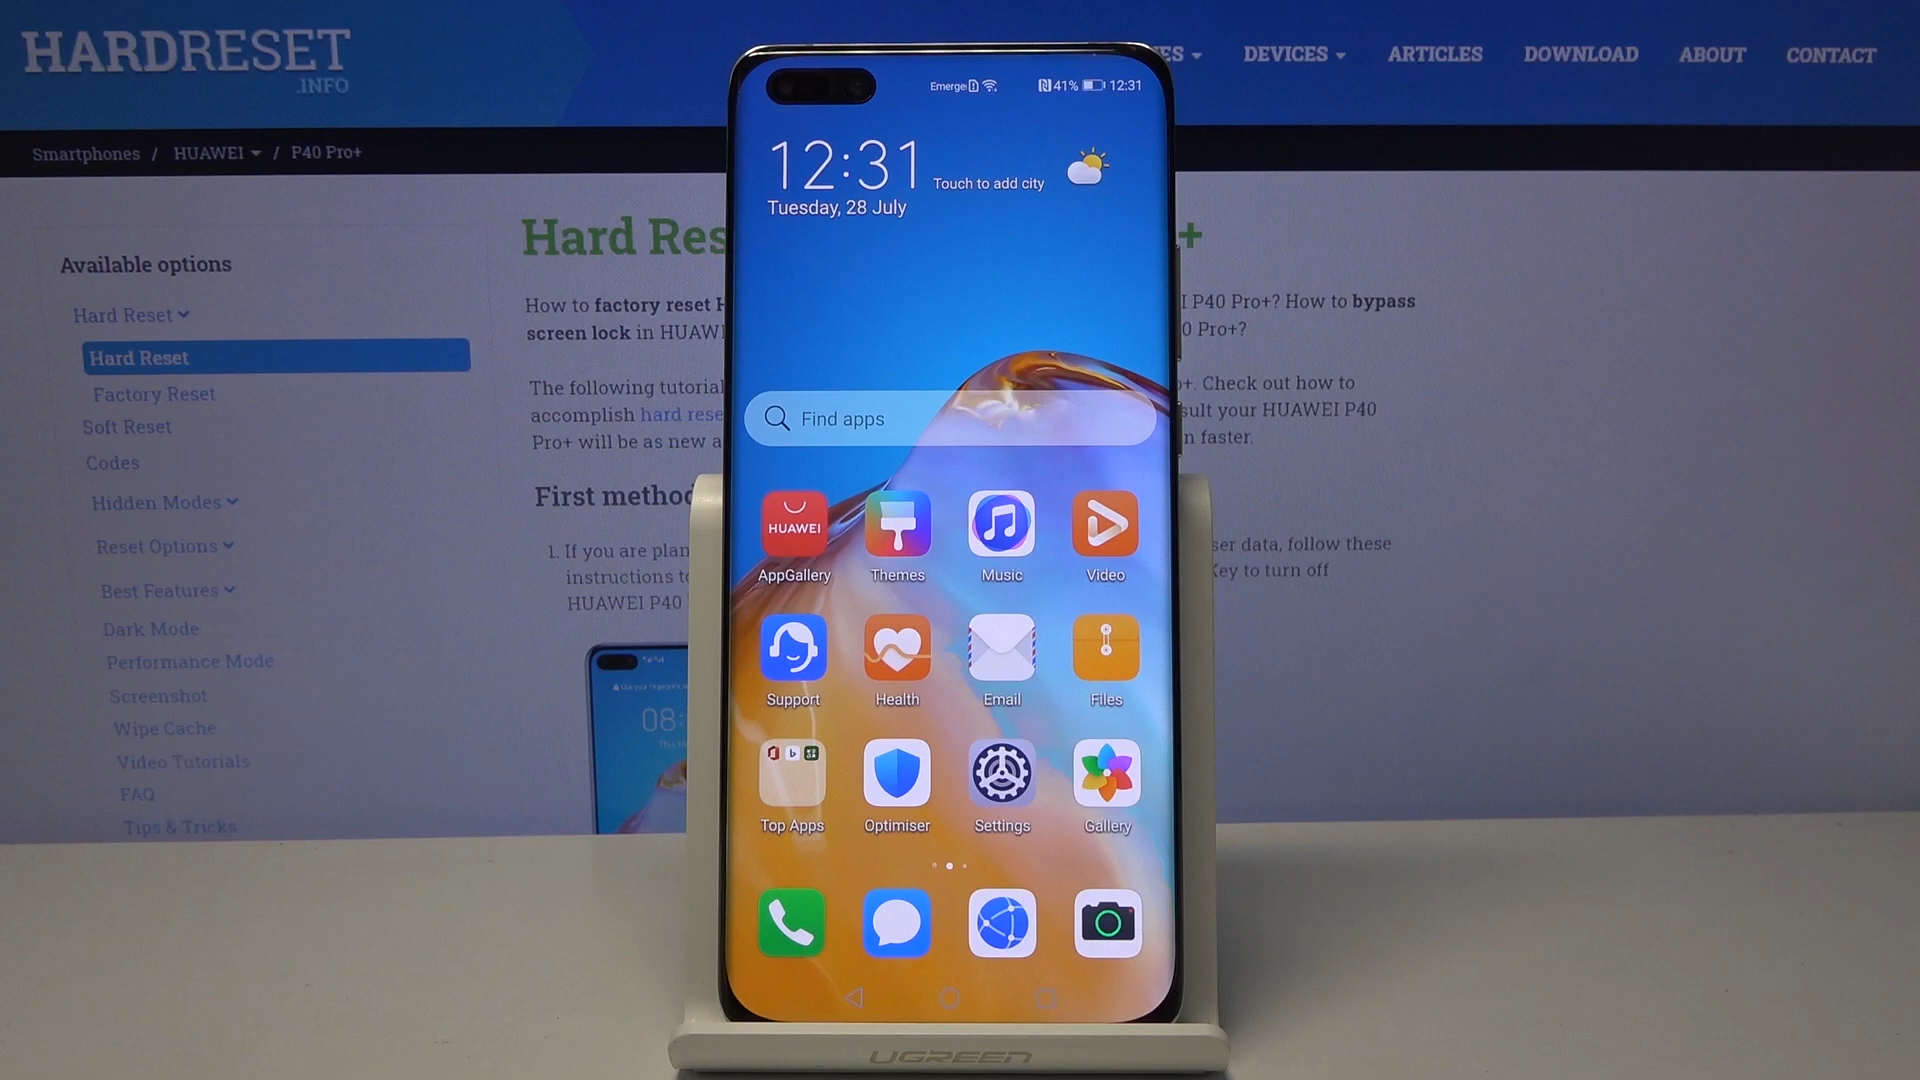 HARDRESET
.INFO
ES
DEVICES
ARTICLES
DOWNLOAD
ABOUT
CONTACT
Smartphones / HUAWEI / P40 Pro+
Available options
Hard Reset
Hard Reset
Factory Reset
Soft Reset
Codes
Hidden Modes
Reset Options
Best Features
Dark Mode
Performance Mode
Screenshot
Wipe Cache
Video Tutorials
FAQ
Tips & Tricks
Hard Res +
How to factory reset H I P40 Pro+? How to bypass
screen lock in HUAWI 0 Pro+?
The following tutorial +. Check out how to
accomplish hard rese sult your HUAWEI P40
Pro+ will be as new a n faster.
First method
1. If you are plan ser data, follow these
instructions to Key to turn off
HUAWEI P40
08:
Emerge
41%
12:31
12:31
Touch to add city
Tuesday, 28 July
Find apps
HUAWEI
AppGallery
Themes
Music
Video
Support
Health
Email
Files
Top Apps
Optimiser
Settings
Gallery
UGREEN